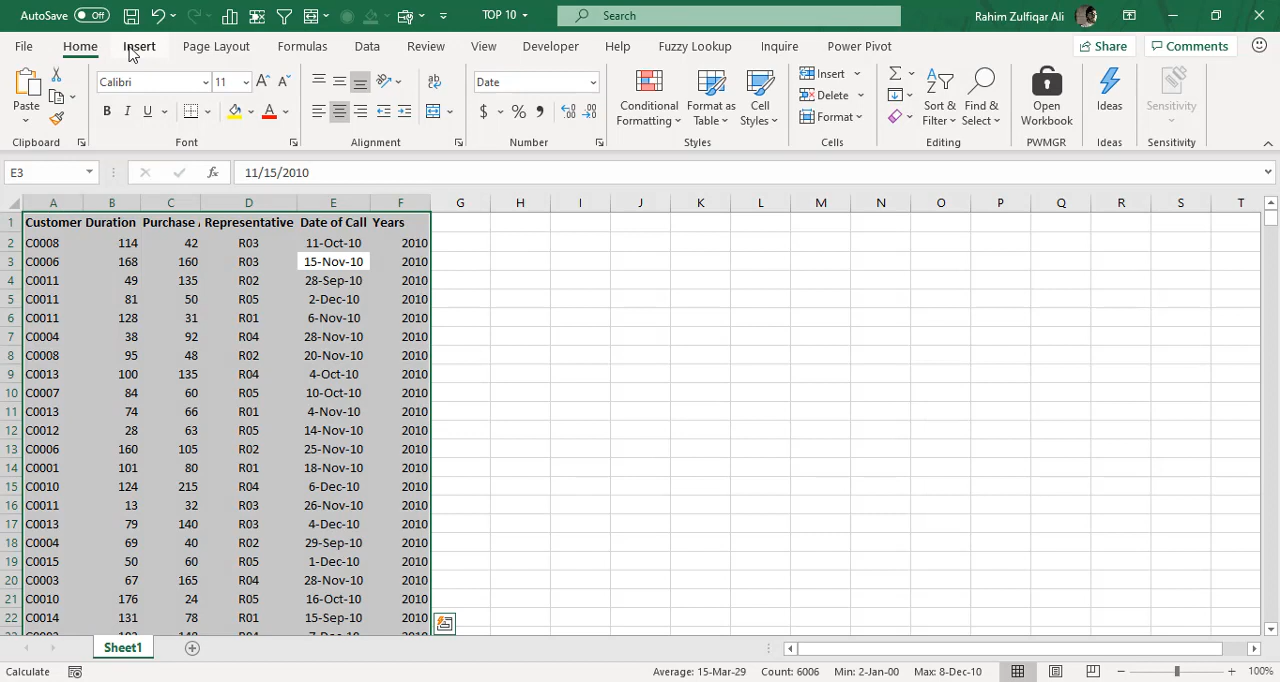 AutoSave Off TOP 10 Search Rahim Zulfiqar Ali
File Home Insert Page Layout Formulas Data Review View Developer Help Fuzzy Lookup Inquire Power Pivot Share Comments
Calibri 11 Date Insert
Paste B I U $ % Conditional Format as Cell Delete Sort & Find & Open Ideas Sensitivity
Formatting Table Styles Format Filter Select Workbook
Clipboard Font Alignment Number Styles Cells Editing PWMGR Ideas Sensitivity
E3 fx 11/15/2010
A B C D E F G H I J K L M N O P Q R S T
1 Customer Duration Purchase Representative Date of Call Years
2 C0008 114 42 R03 11-Oct-10 2010
3 C0006 168 160 R03 15-Nov-10 2010
4 C0011 49 135 R02 28-Sep-10 2010
5 C0011 81 50 R05 2-Dec-10 2010
6 C0011 128 31 R01 6-Nov-10 2010
7 C0004 38 92 R04 28-Nov-10 2010
8 C0008 95 48 R02 20-Nov-10 2010
9 C0013 100 135 R04 4-Oct-10 2010
10 C0007 84 60 R05 10-Oct-10 2010
11 C0013 74 66 R01 4-Nov-10 2010
12 C0012 28 63 R05 14-Nov-10 2010
13 C0006 160 105 R02 25-Nov-10 2010
14 C0001 101 80 R01 18-Nov-10 2010
15 C0010 124 215 R04 6-Dec-10 2010
16 C0011 13 32 R03 26-Nov-10 2010
17 C0013 79 140 R03 4-Dec-10 2010
18 C0004 69 40 R02 29-Sep-10 2010
19 C0015 50 60 R05 1-Dec-10 2010
20 C0003 67 165 R04 28-Nov-10 2010
21 C0010 176 24 R05 16-Oct-10 2010
22 C0014 131 78 R01 15-Sep-10 2010
Sheet1
Calculate Average: 15-Mar-29 Count: 6006 Min: 2-Jan-00 Max: 8-Dec-10 100%